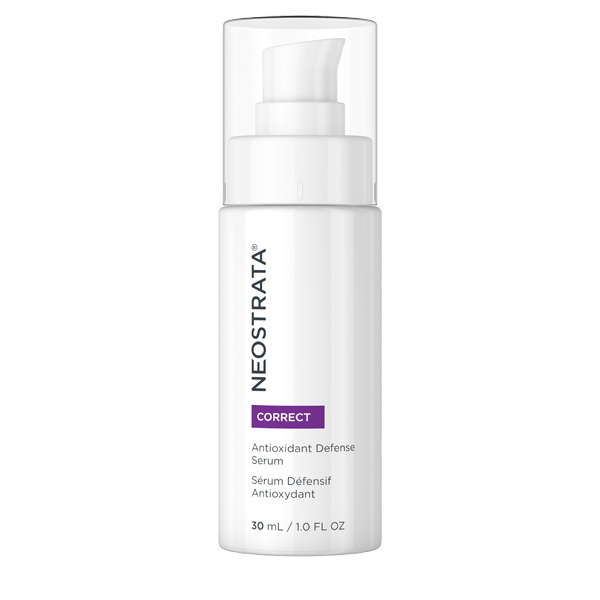 NEOSTRATA®
CORRECT
Antioxidant Defense
Serum
Sérum Défensif
Antioxydant
30 mL / 1.0 FL OZ